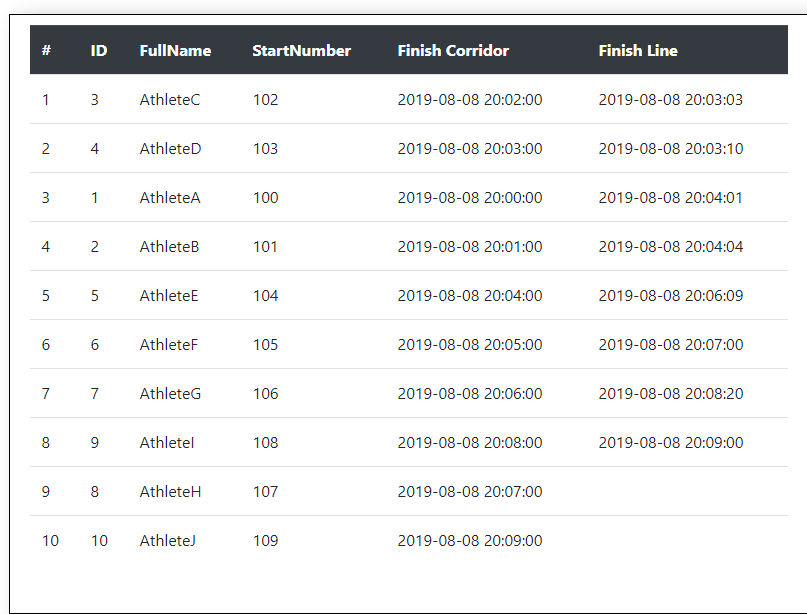 # ID FullName StartNumber Finish Corridor Finish Line
1 3 AthleteC 102 2019-08-08 20:02:00 2019-08-08 20:03:03
2 4 AthleteD 103 2019-08-08 20:03:00 2019-08-08 20:03:10
3 1 AthleteA 100 2019-08-08 20:00:00 2019-08-08 20:04:01
4 2 AthleteB 101 2019-08-08 20:01:00 2019-08-08 20:04:04
5 5 AthleteE 104 2019-08-08 20:04:00 2019-08-08 20:06:09
6 6 AthleteF 105 2019-08-08 20:05:00 2019-08-08 20:07:00
7 7 AthleteG 106 2019-08-08 20:06:00 2019-08-08 20:08:20
8 9 AthleteI 108 2019-08-08 20:08:00 2019-08-08 20:09:00
9 8 AthleteH 107 2019-08-08 20:07:00
10 10 AthleteJ 109 2019-08-08 20:09:00